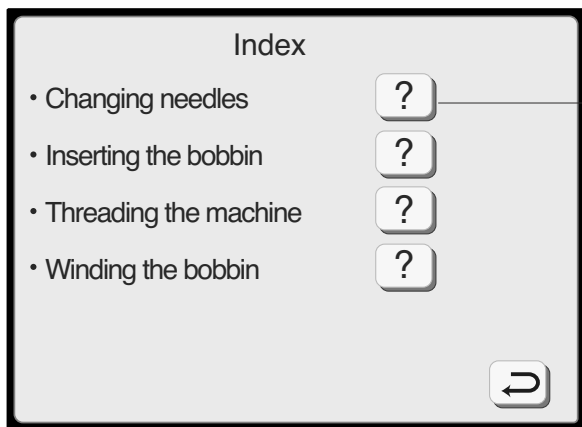 Index
· Changing needles ?
· Inserting the bobbin ?
· Threading the machine ?
· Winding the bobbin ?